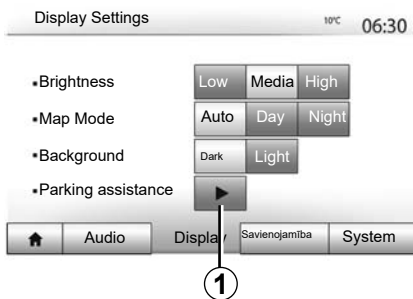 Display Settings 10°C 06:30
▪Brightness Low Media High
▪Map Mode Auto Day Night
▪Background Dark Light
▪Parking assistance
Audio Display Savienojamība System
1